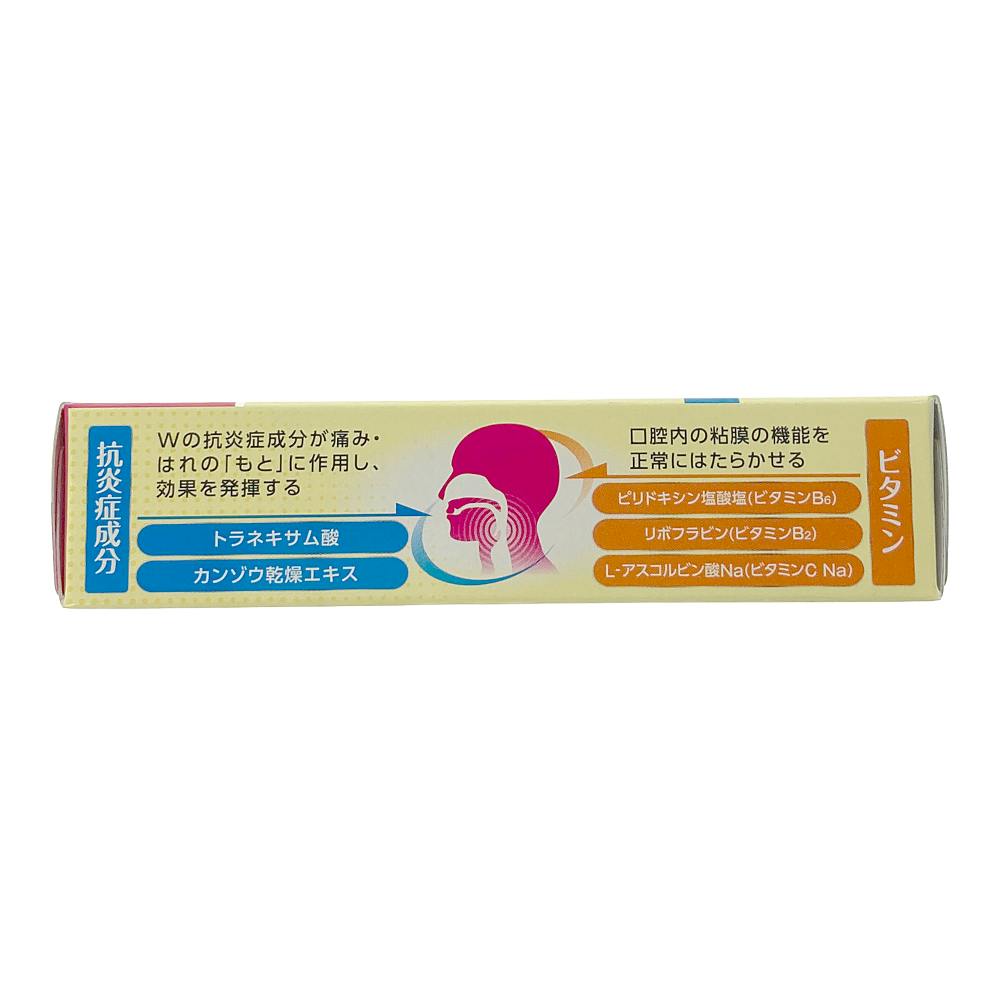 抗炎症成分
Wの抗炎症成分が痛み・
はれの「もと」に作用し、
効果を発揮する
トラネキサム酸
カンゾウ乾燥エキス
口腔内の粘膜の機能を
正常にはたらかせる
ピリドキシン塩酸塩(ビタミンB6)
リボフラビン(ビタミンB2)
L-アスコルビン酸Na(ビタミンC Na)
ビタミン